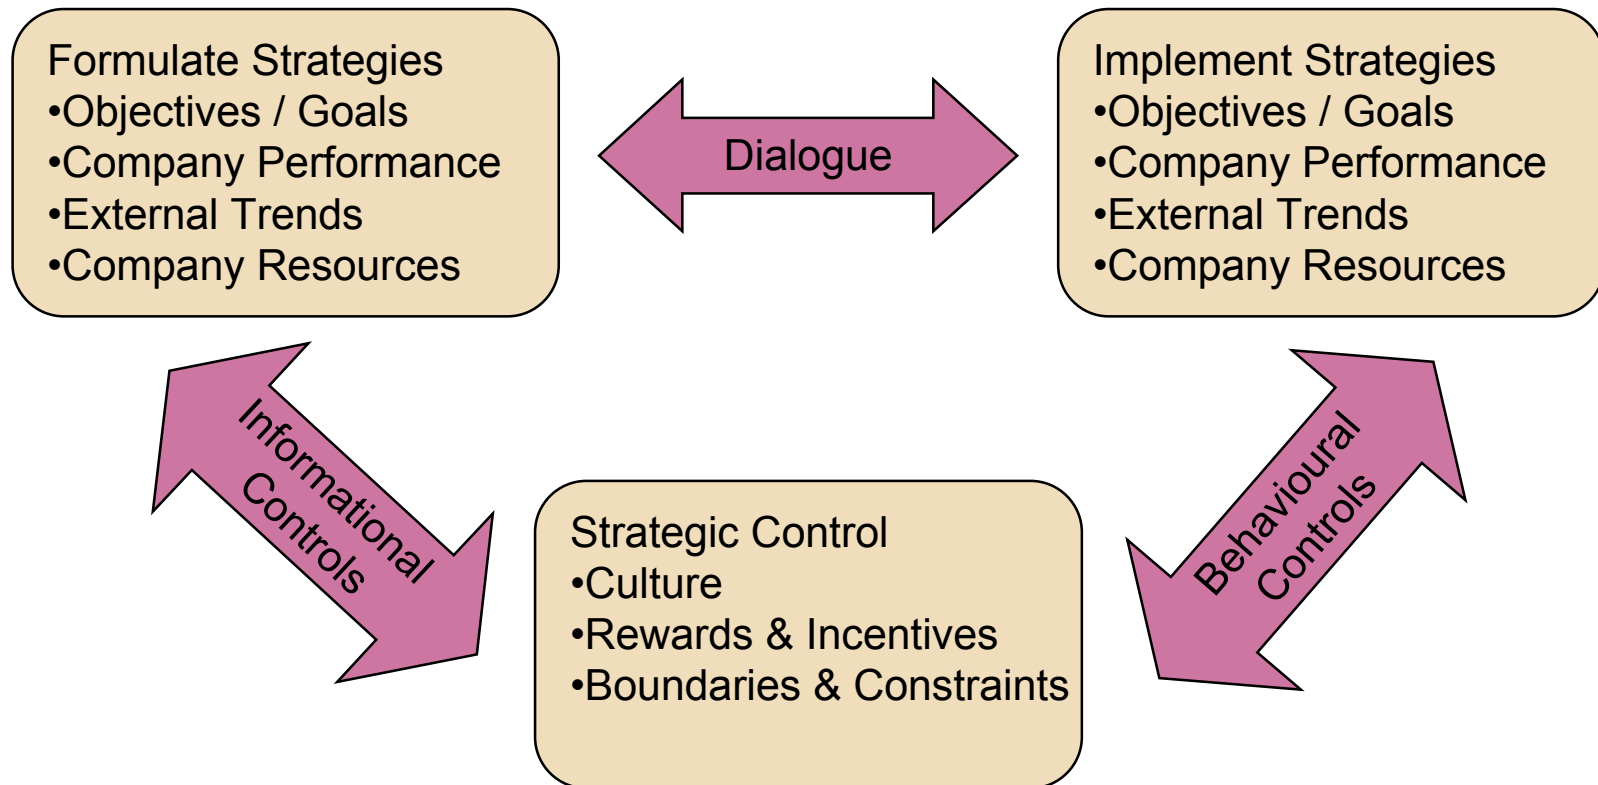 Formulate Strategies
•Objectives / Goals
•Company Performance
•External Trends
•Company Resources
Dialogue
Implement Strategies
•Objectives / Goals
•Company Performance
•External Trends
•Company Resources
Informational
Controls
Strategic Control
•Culture
•Rewards & Incentives
•Boundaries & Constraints
Behavioural
Controls